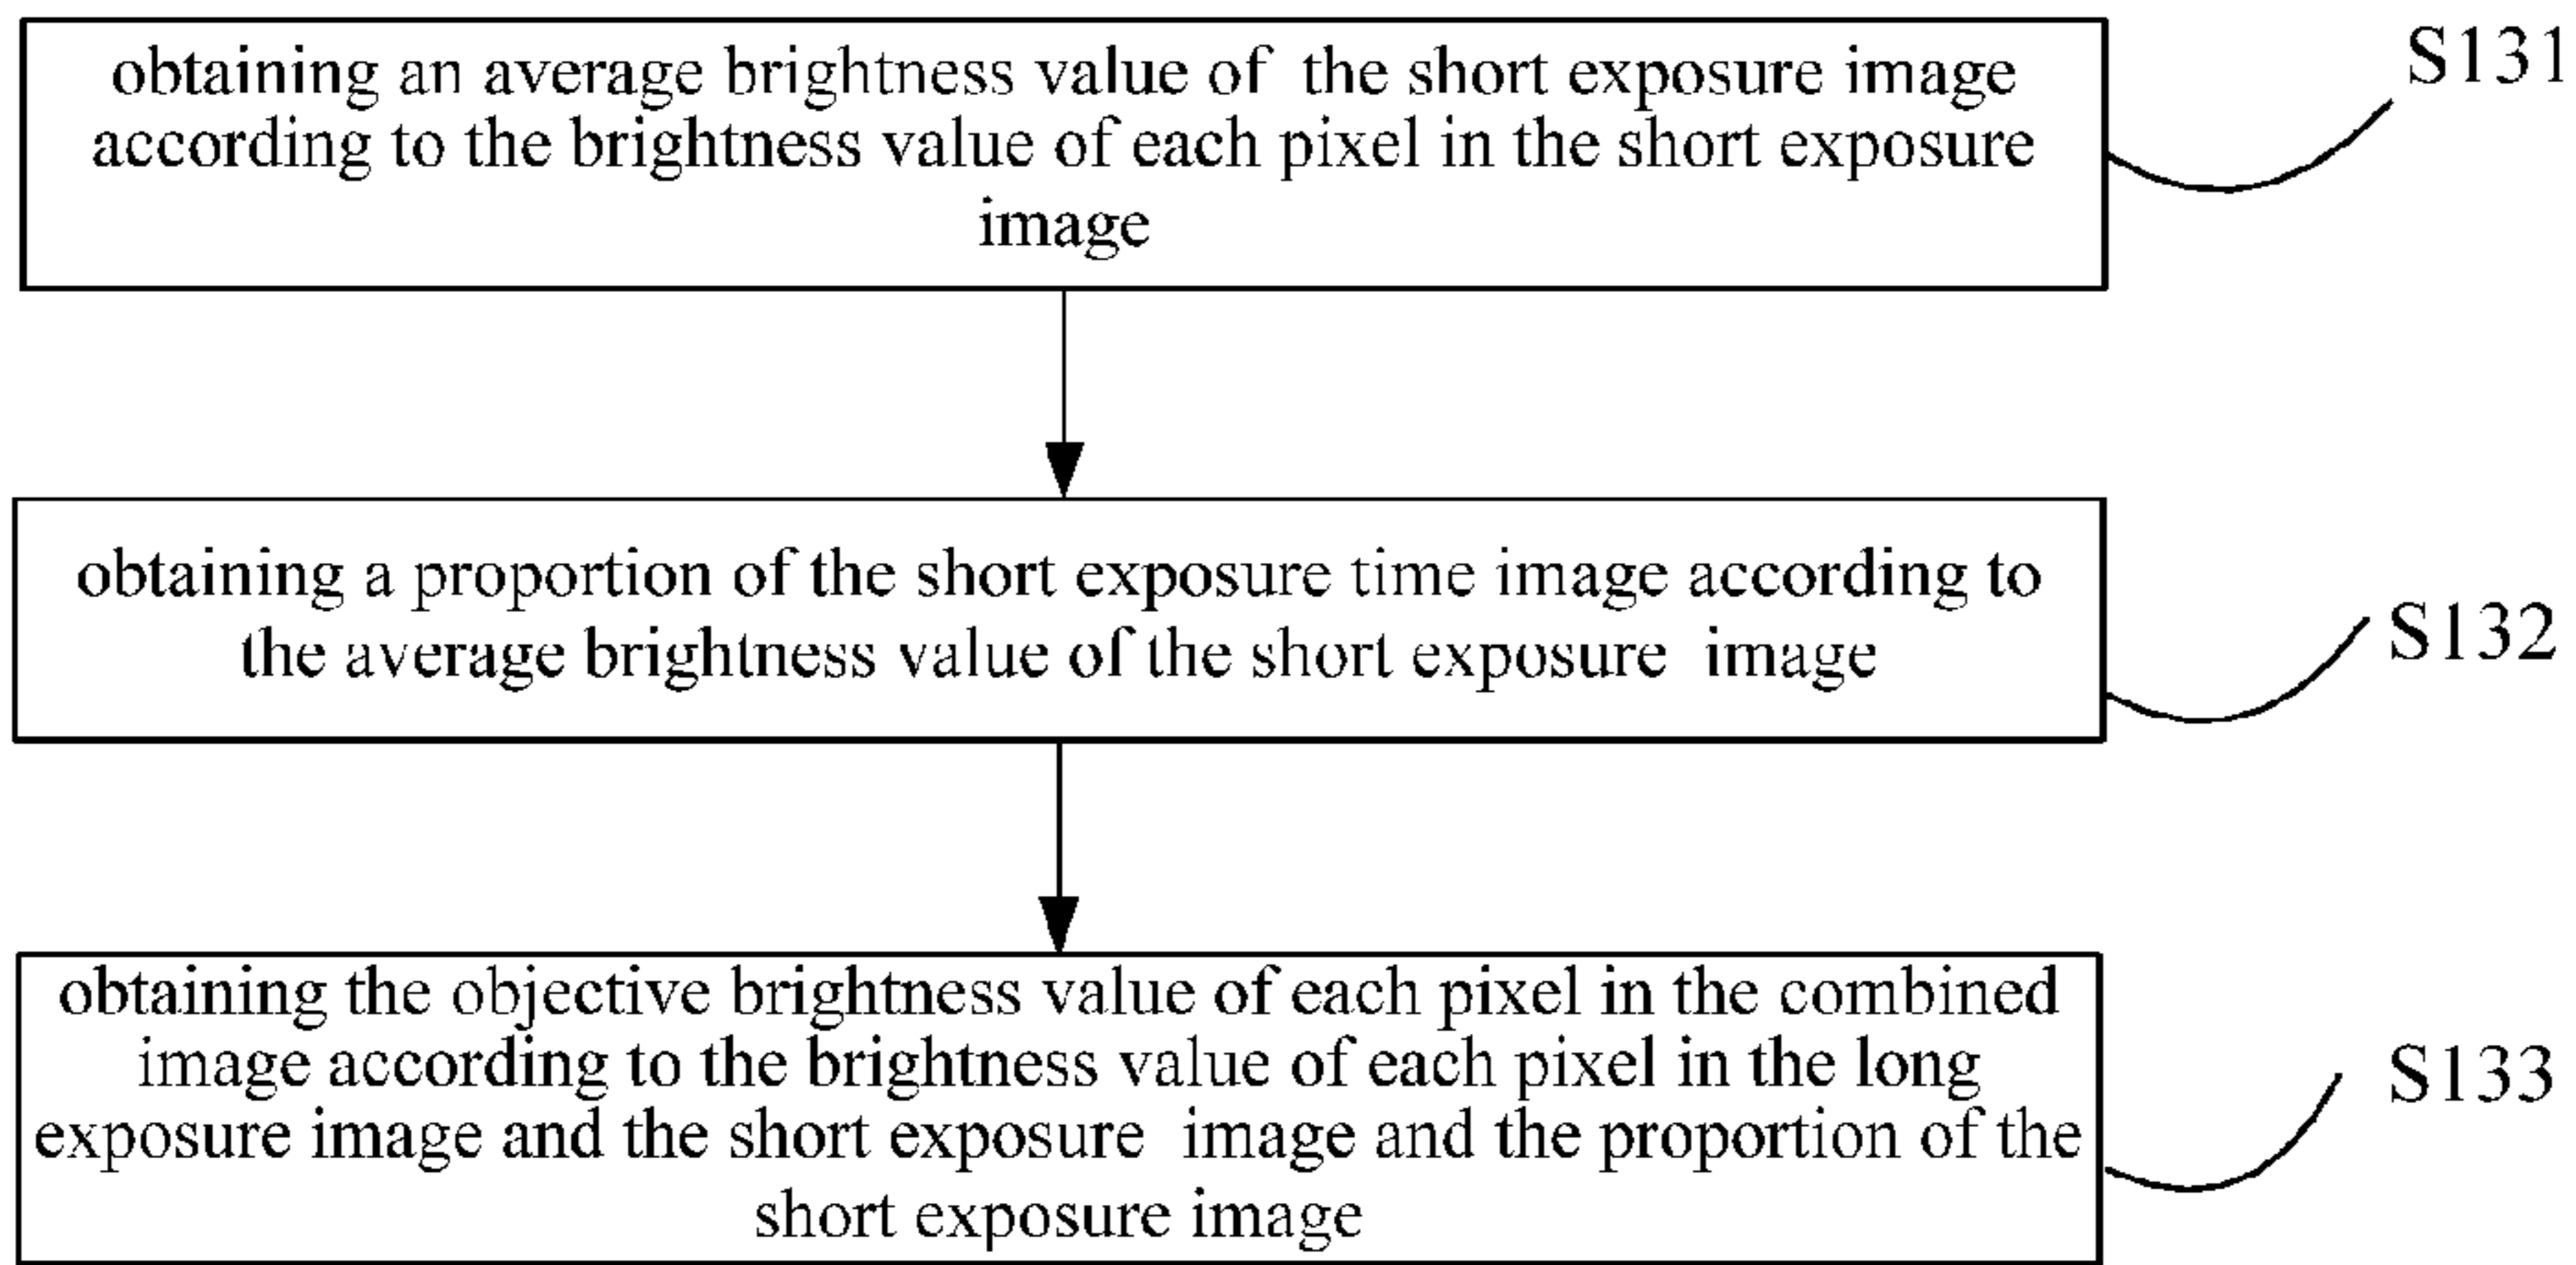 obtaining an average brightness value of the short exposure image
according to the brightness value of each pixel in the short exposure
image
S131
obtaining a proportion of the short exposure time image according to
the average brightness value of the short exposure image
S132
obtaining the objective brightness value of each pixel in the combined
image according to the brightness value of each pixel in the long
exposure image and the short exposure image and the proportion of the
short exposure image
S133